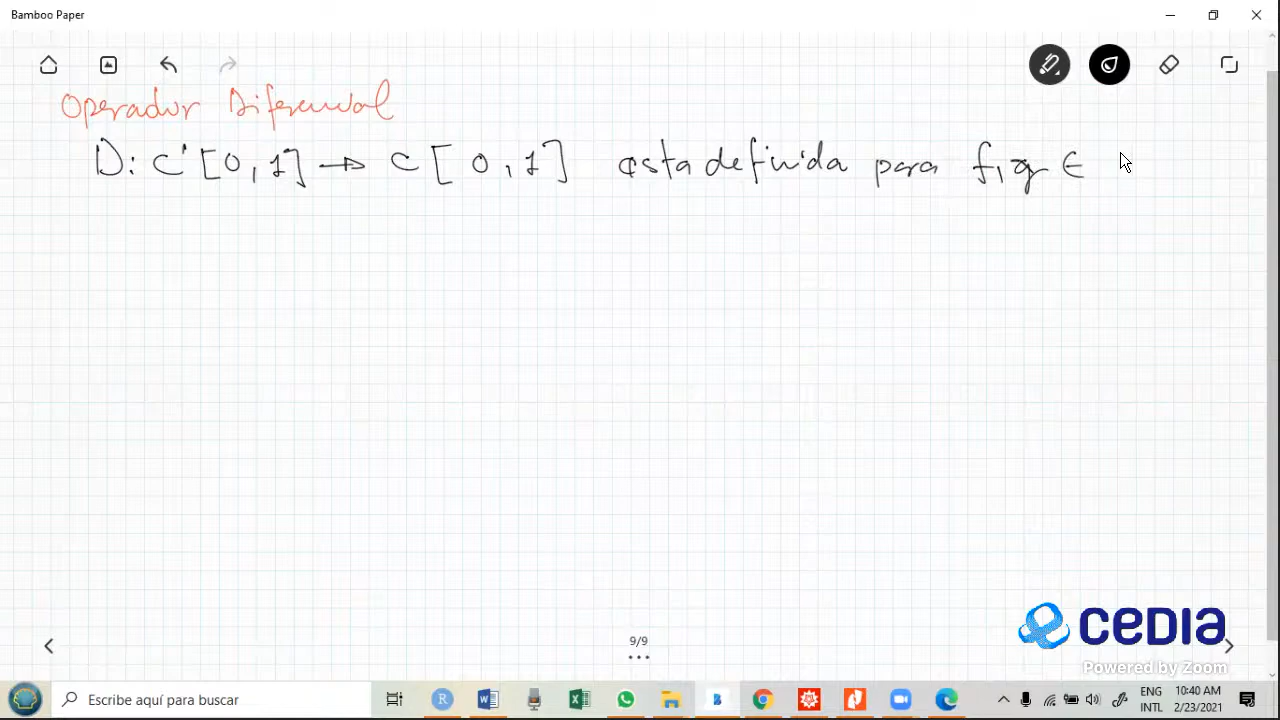 Bamboo Paper
Operador Diferencial
D: C'[0,1] → C[0,1] esta definida para f, g ∈
9/9
cedia
Powered by Zoom
Escribe aquí para buscar
ENG
INTL
10:40 AM
2/23/2021